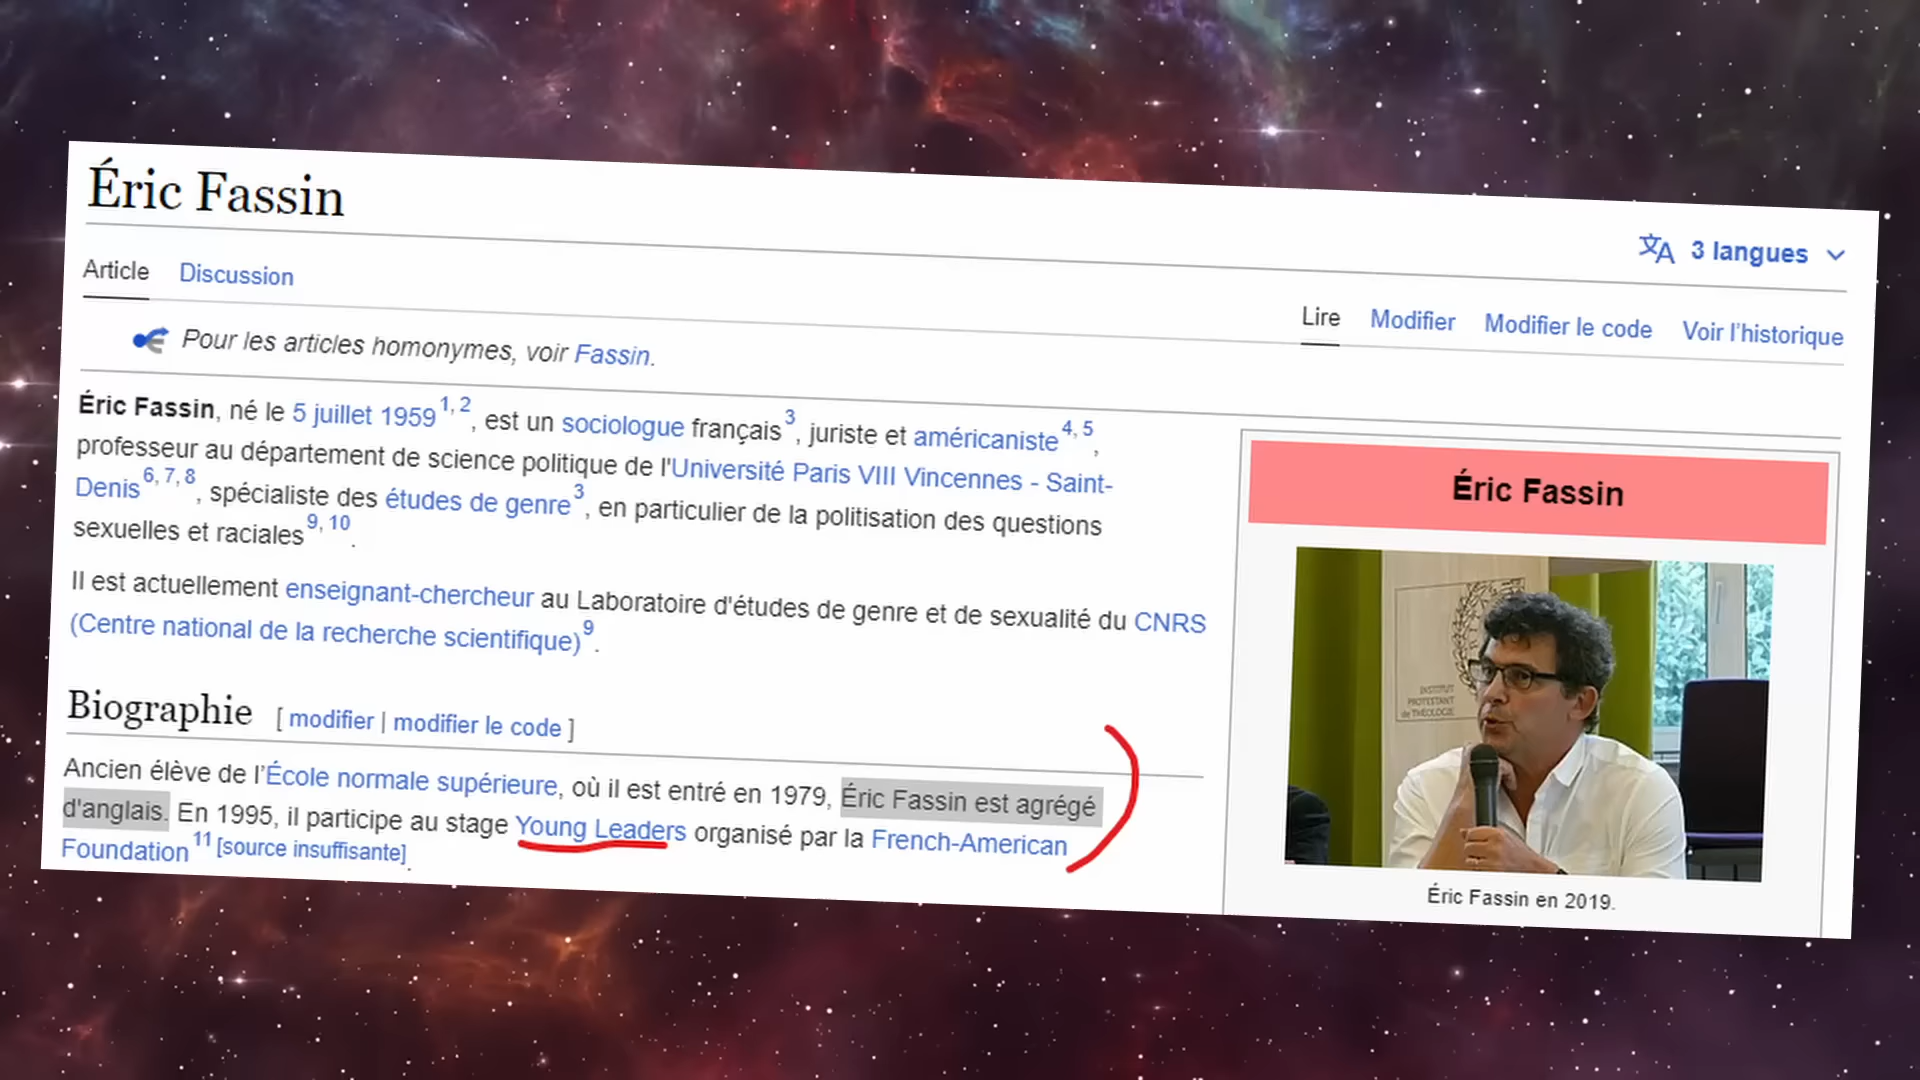 Éric Fassin
3 langues
Article Discussion
Lire Modifier Modifier le code Voir l'historique
Pour les articles homonymes, voir Fassin.
Éric Fassin, né le 5 juillet 1959 1, 2, est un sociologue français 3, juriste et américaniste 4, 5,
professeur au département de science politique de l'Université Paris VIII Vincennes - Saint-
Denis 6, 7, 8, spécialiste des études de genre 3, en particulier de la politisation des questions
sexuelles et raciales 9, 10.
Il est actuellement enseignant-chercheur au Laboratoire d'études de genre et de sexualité du CNRS
(Centre national de la recherche scientifique) 9.
Biographie [ modifier | modifier le code ]
Ancien élève de l'École normale supérieure, où il est entré en 1979, Éric Fassin est agrégé
d'anglais. En 1995, il participe au stage Young Leaders organisé par la French-American
Foundation 11 [source insuffisante].
Éric Fassin
INSTITUT
PROTESTANT
de THÉOLOGIE
Éric Fassin en 2019.